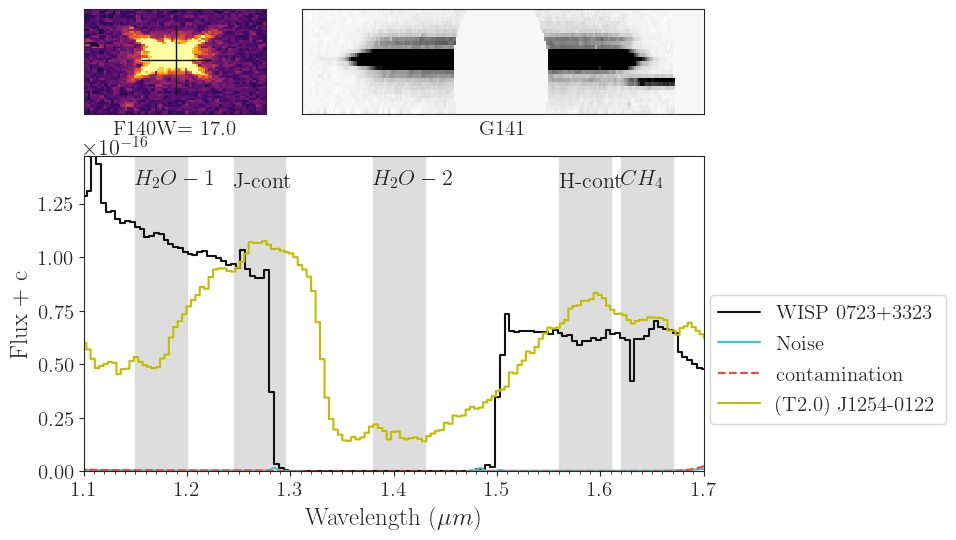 F140W= 17.0
G141
×10−16
H2O − 1
J-cont
H2O − 2
H-cont
CH4
1.25
1.00
0.75
0.50
0.25
0.00
Flux + c
1.1
1.2
1.3
1.4
1.5
1.6
1.7
Wavelength (μm)
WISP 0723+3323
Noise
contamination
(T2.0) J1254-0122